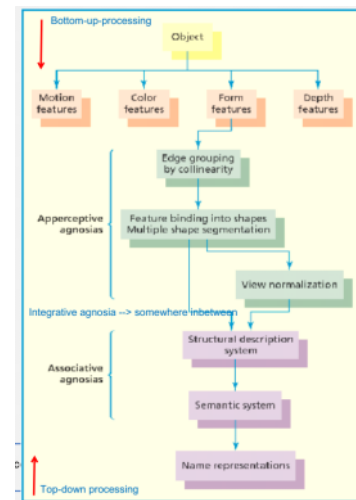 Bottom-up-processing
Object
Motion
features
Color
features
Form
features
Depth
features
Edge grouping
by collinearity
Apperceptive
agnosias
Feature binding into shapes
Multiple shape segmentation
View normalization
Integrative agnosia --> somewhere inbetween
Structural description
system
Associative
agnosias
Semantic system
Name representations
Top-down processing